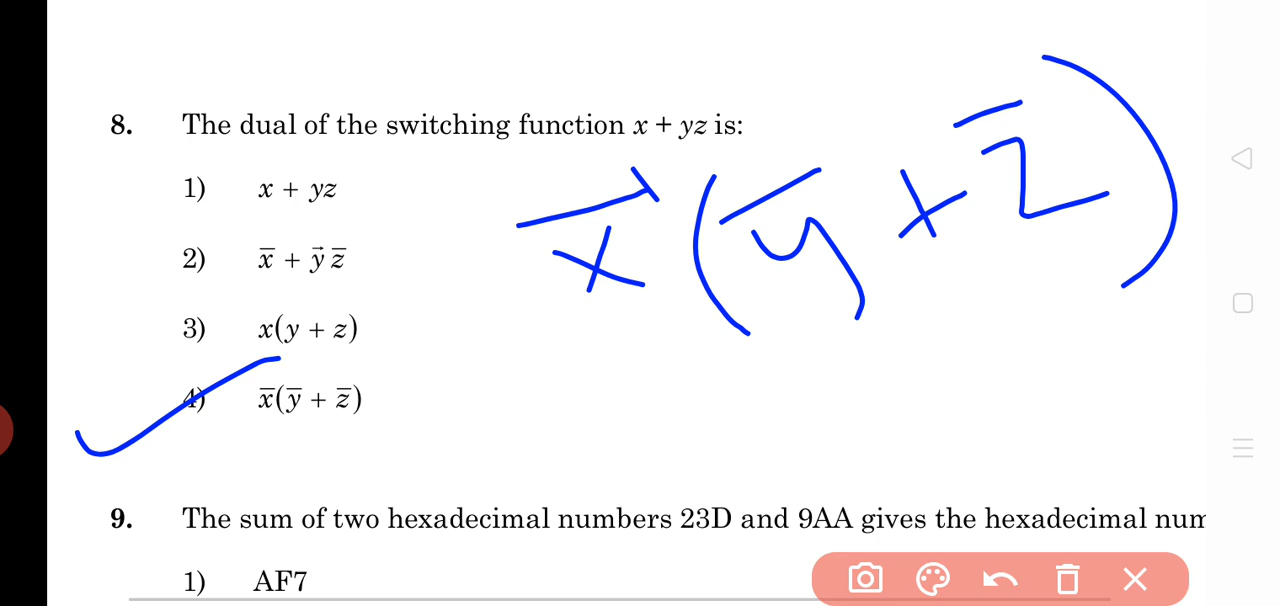 8. The dual of the switching function x + yz is:
1) x + yz
2) x̅ + y⃗ z̅
3) x(y + z)
4) x̅(y̅ + z̅)
x̅(y̅ + z̅)
9. The sum of two hexadecimal numbers 23D and 9AA gives the hexadecimal num
1) AF7